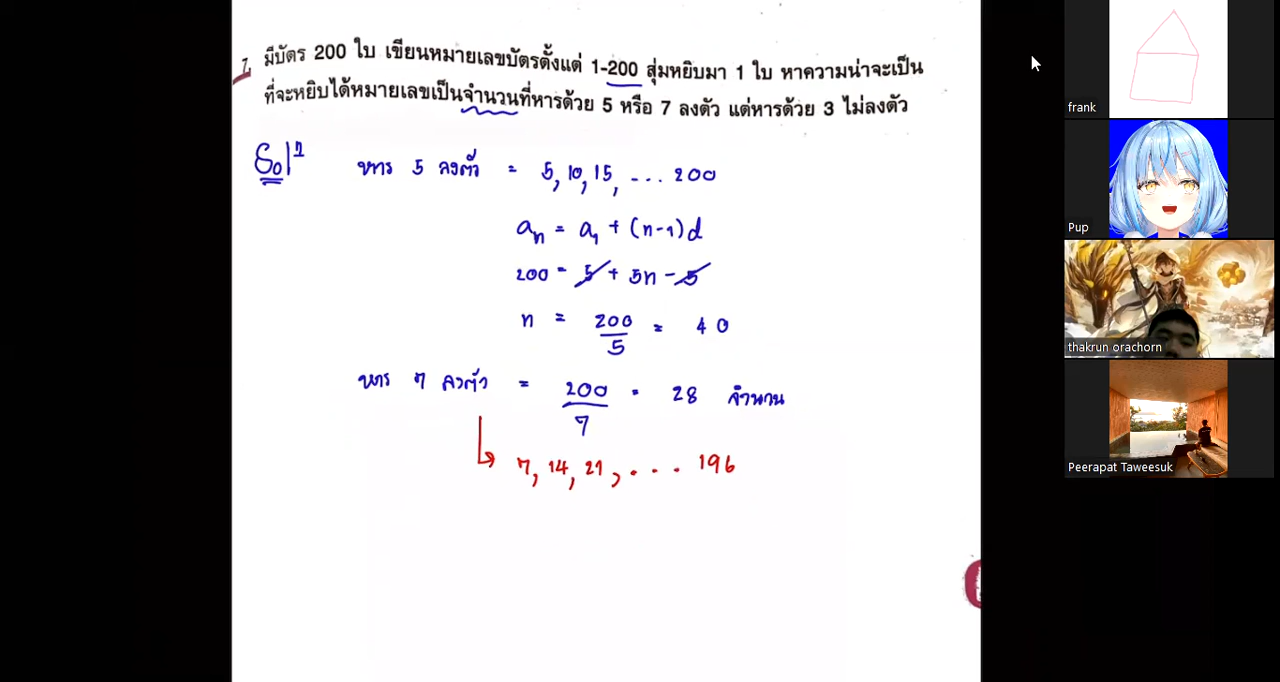 7. มีบัตร 200 ใบ เขียนหมายเลขบัตรตั้งแต่ 1-200 สุ่มหยิบมา 1 ใบ หาความน่าจะเป็น
ที่จะหยิบได้หมายเลขเป็นจำนวนที่หารด้วย 5 หรือ 7 ลงตัว แต่หารด้วย 3 ไม่ลงตัว
หาร 5 ลงตัว = 5, 10, 15, ... 200
aₙ = a₁ + (n-1)d
200 = 5 + 5n - 5
n = 200/5 = 40
หาร 7 ลงตัว = 200/7 = 28 จำนวน
7, 14, 21, ... 196
frank
Pup
thakrun orachorn
Peerapat Taweesuk